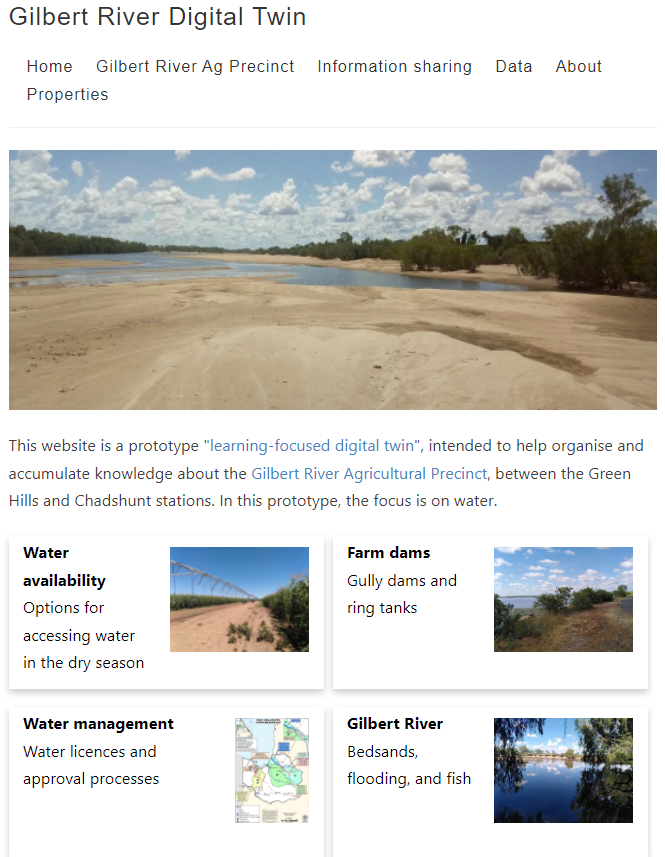 Gilbert River Digital Twin
Home Gilbert River Ag Precinct Information sharing Data About
Properties
This website is a prototype "learning-focused digital twin", intended to help organise and
accumulate knowledge about the Gilbert River Agricultural Precinct, between the Green
Hills and Chadshunt stations. In this prototype, the focus is on water.
Water
availability
Options for
accessing water
in the dry season
Farm dams
Gully dams and
ring tanks
Water management
Water licences and
approval processes
Gilbert River
Bedsands,
flooding, and fish